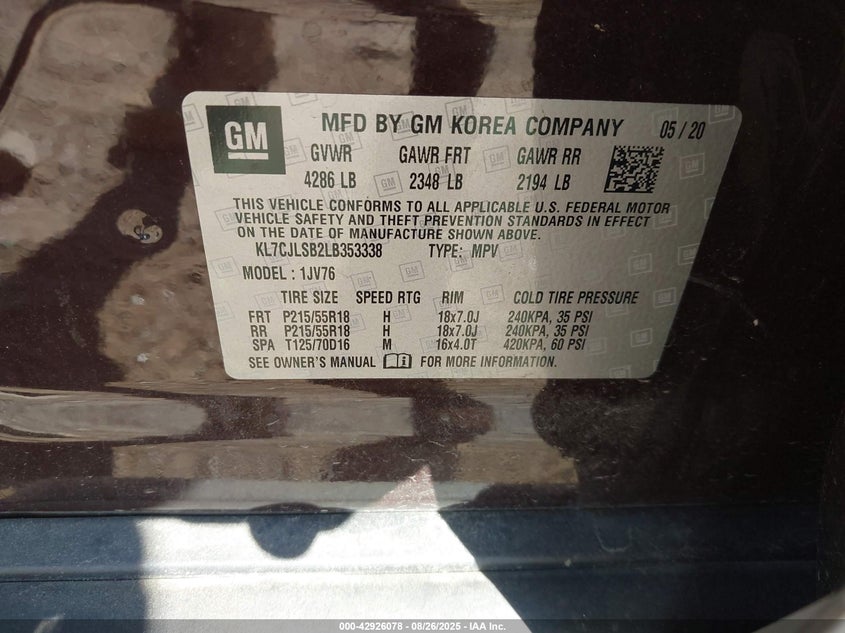 GM MFD BY GM KOREA COMPANY 05 / 20
GVWR GAWR FRT GAWR RR
4286 LB 2348 LB 2194 LB
THIS VEHICLE CONFORMS TO ALL APPLICABLE U.S. FEDERAL MOTOR
VEHICLE SAFETY AND THEFT PREVENTION STANDARDS IN EFFECT
ON THE DATE OF MANUFACTURE SHOWN ABOVE.
KL7CJLSB2LB353338 TYPE: MPV
MODEL : 1JV76
TIRE SIZE SPEED RTG RIM COLD TIRE PRESSURE
FRT P215/55R18 H 18x7.0J 240KPA, 35 PSI
RR P215/55R18 H 18x7.0J 240KPA, 35 PSI
SPA T125/70D16 M 16x4.0T 420KPA, 60 PSI
SEE OWNER'S MANUAL FOR MORE INFORMATION.
000-42926078 - 08/26/2025 - IAA Inc.